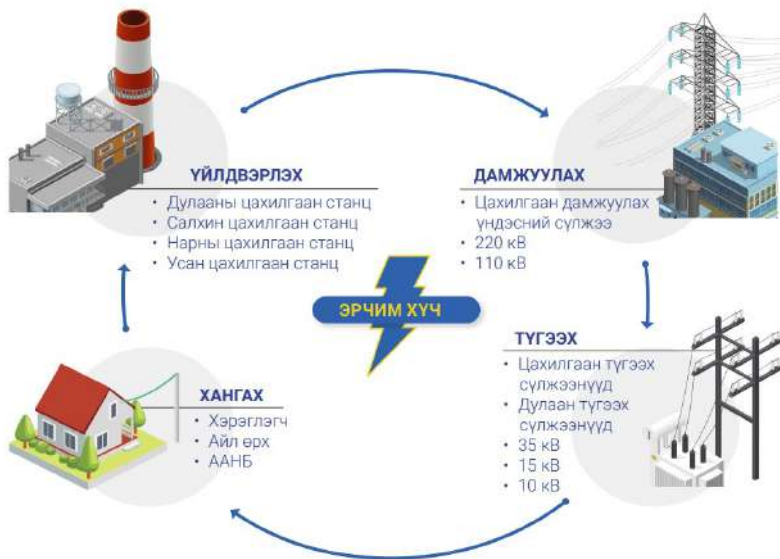 ҮЙЛДВЭРЛЭХ
• Дулааны цахилгаан станц
• Салхин цахилгаан станц
• Нарны цахилгаан станц
• Усан цахилгаан станц
ДАМЖУУЛАХ
• Цахилгаан дамжуулах
үндэсний сүлжээ
• 220 кВ
• 110 кВ
ЭРЧИМ ХҮЧ
ТҮГЭЭХ
• Цахилгаан түгээх
сүлжээнүүд
• Дулаан түгээх
сүлжээнүүд
• 35 кВ
• 15 кВ
• 10 кВ
ХАНГАХ
• Хэрэглэгч
• Айл өрх
• ААНБ